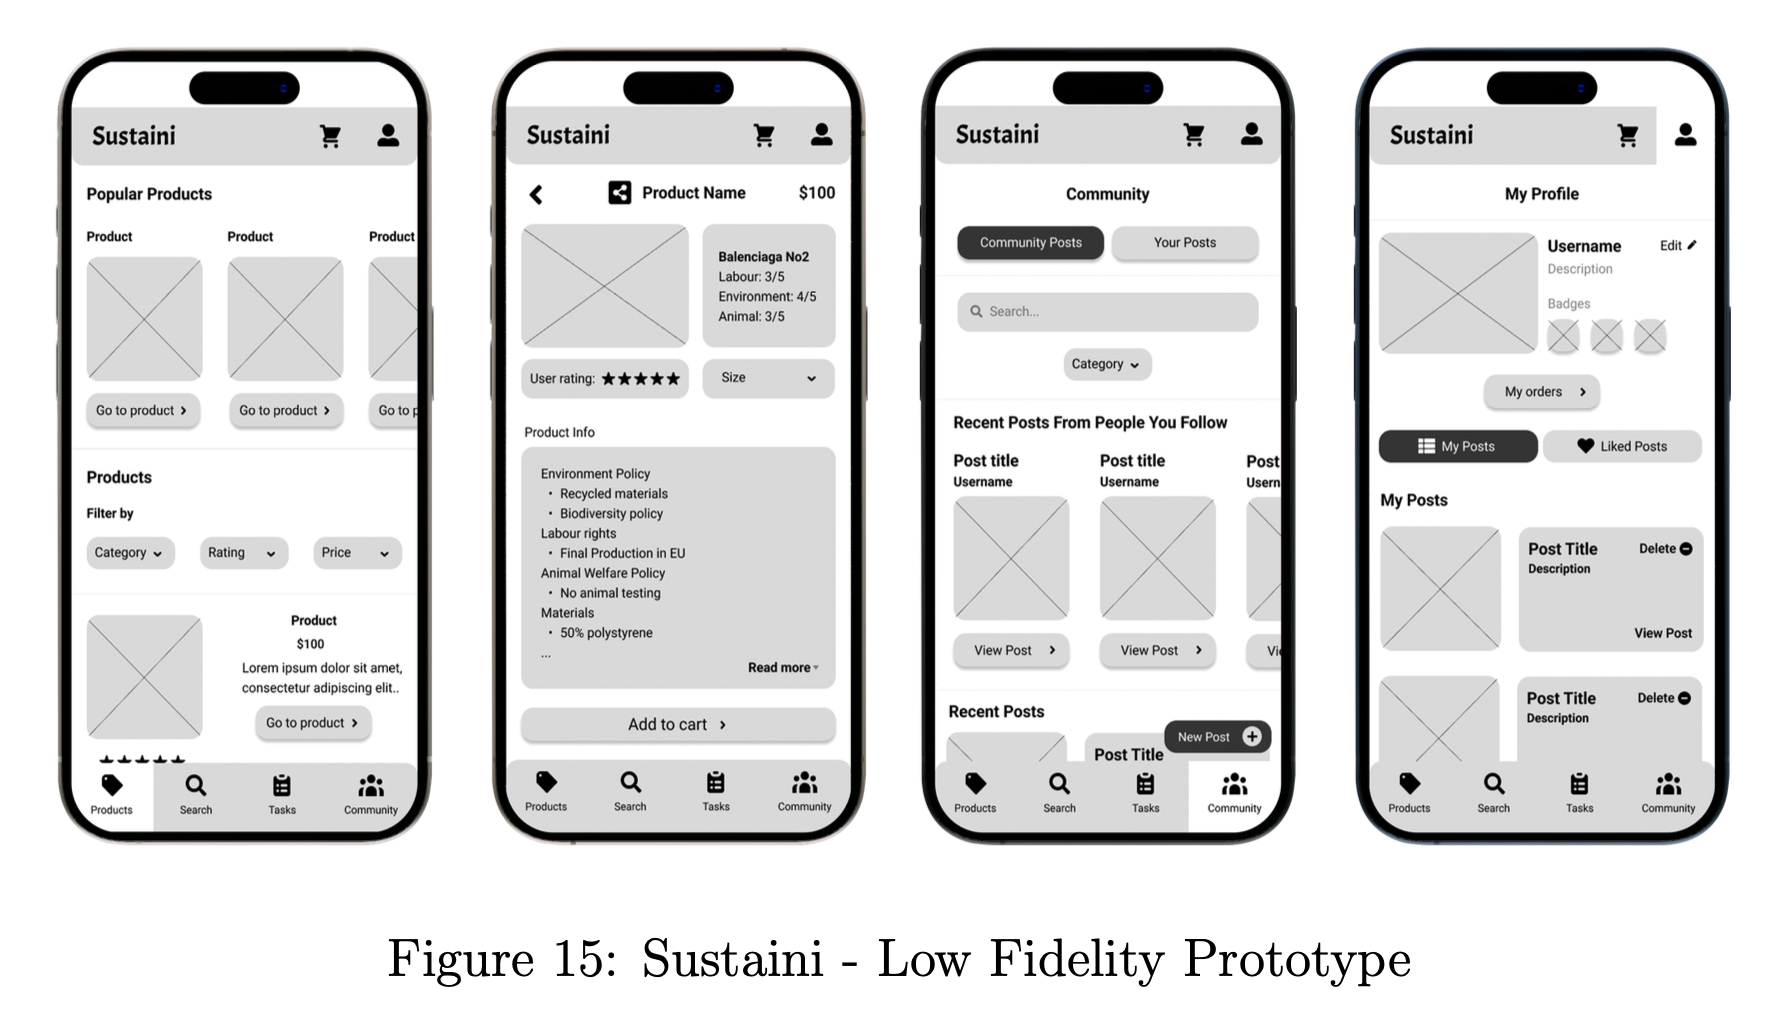 Sustaini
Popular Products
Product Product Product
Go to product Go to product Go to p
Products
Filter by
Category Rating Price
Product
$100
Lorem ipsum dolor sit amet,
consectetur adipiscing elit..
Go to product
Products Search Tasks Community
Sustaini
Product Name $100
Balenciaga No2
Labour: 3/5
Environment: 4/5
Animal: 3/5
User rating: ★★★★★ Size
Product Info
Environment Policy
• Recycled materials
• Biodiversity policy
Labour rights
• Final Production in EU
Animal Welfare Policy
• No animal testing
Materials
• 50% polystyrene
...
Read more
Add to cart
Products Search Tasks Community
Sustaini
Community
Community Posts Your Posts
Search...
Category
Recent Posts From People You Follow
Post title Post title Post
Username Username Usern
View Post View Post Vi
Recent Posts
New Post
Post Title
Products Search Tasks Community
Sustaini
My Profile
Username Edit
Description
Badges
My orders
My Posts Liked Posts
My Posts
Post Title Delete
Description
View Post
Post Title Delete
Description
Products Search Tasks Community
Figure 15: Sustaini - Low Fidelity Prototype